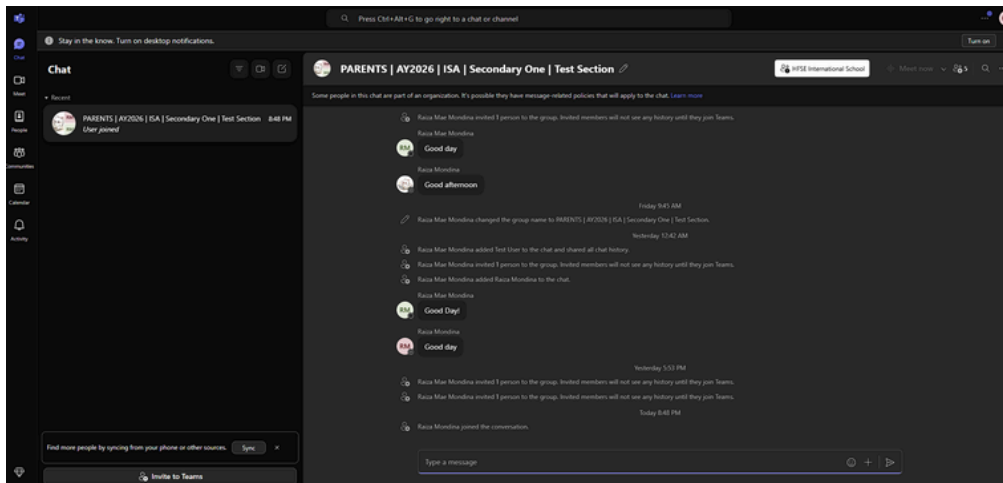 Press Ctrl+Alt+G to go right to a chat or channel
Stay in the know. Turn on desktop notifications.
Turn on
Chat
Meet
People
Communities
Calendar
Activity
Chat
Recent
PARENTS | AY2026 | ISA | Secondary One | Test Section 8:48 PM
User joined
Find more people by syncing from your phone or other sources. Sync
Invite to Teams
PARENTS | AY2026 | ISA | Secondary One | Test Section
HFSE International School
Meet now
5
Some people in this chat are part of an organization. It's possible they have message-related policies that will apply to the chat. Learn more
Raiza Mae Mondina invited 1 person to the group. Invited members will not see any history until they join Teams.
Raiza Mae Mondina
RM
Good day
Raiza Mondina
Good afternoon
Friday 9:45 AM
Raiza Mae Mondina changed the group name to PARENTS | AY2026 | ISA | Secondary One | Test Section.
Yesterday 12:42 AM
Raiza Mae Mondina added Test User to the chat and shared all chat history.
Raiza Mae Mondina invited 1 person to the group. Invited members will not see any history until they join Teams.
Raiza Mae Mondina added Raiza Mondina to the chat.
Raiza Mae Mondina
RM
Good Day!
Raiza Mondina
RM
Good day
Yesterday 5:53 PM
Raiza Mae Mondina invited 1 person to the group. Invited members will not see any history until they join Teams.
Raiza Mae Mondina invited 1 person to the group. Invited members will not see any history until they join Teams.
Today 8:48 PM
Raiza Mondina joined the conversation.
Type a message